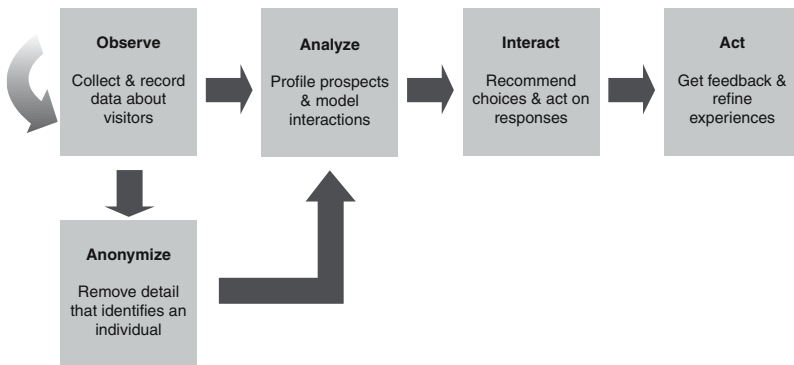 Observe
Collect & record
data about
visitors
Analyze
Profile prospects
& model
interactions
Interact
Recommend
choices & act on
responses
Act
Get feedback &
refine
experiences
Anonymize
Remove detail
that identifies an
individual